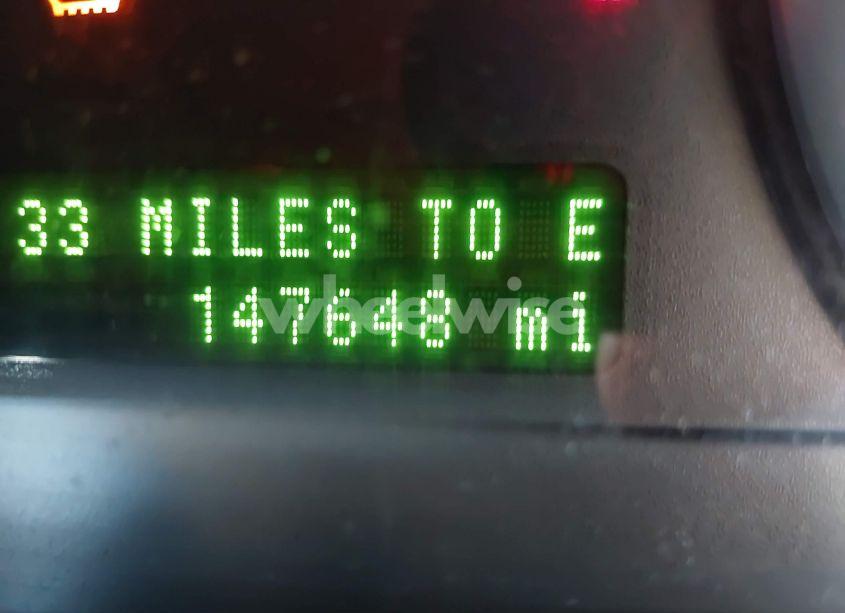 33 MILES TO E
147648 mi
wheelwise